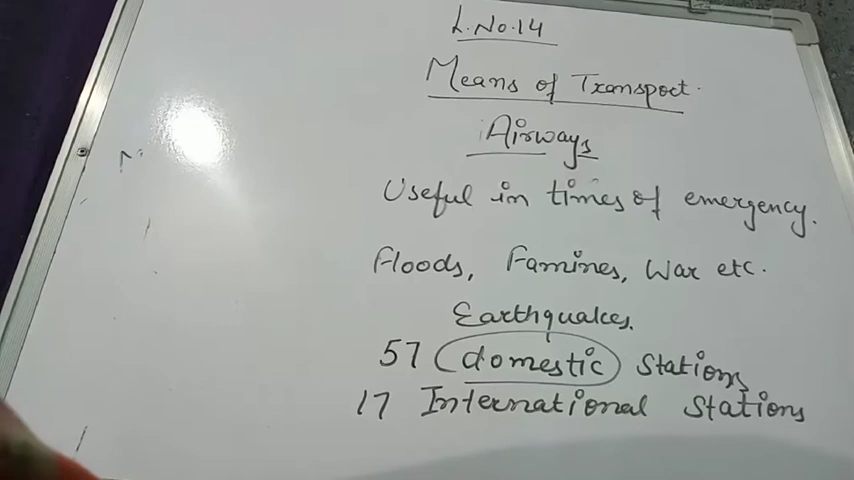 L.No.14
Means of Transport.
Airways
Useful in times of emergency.
Floods, Famines, War etc.
Earthquakes.
57 domestic Stations
17 International Stations